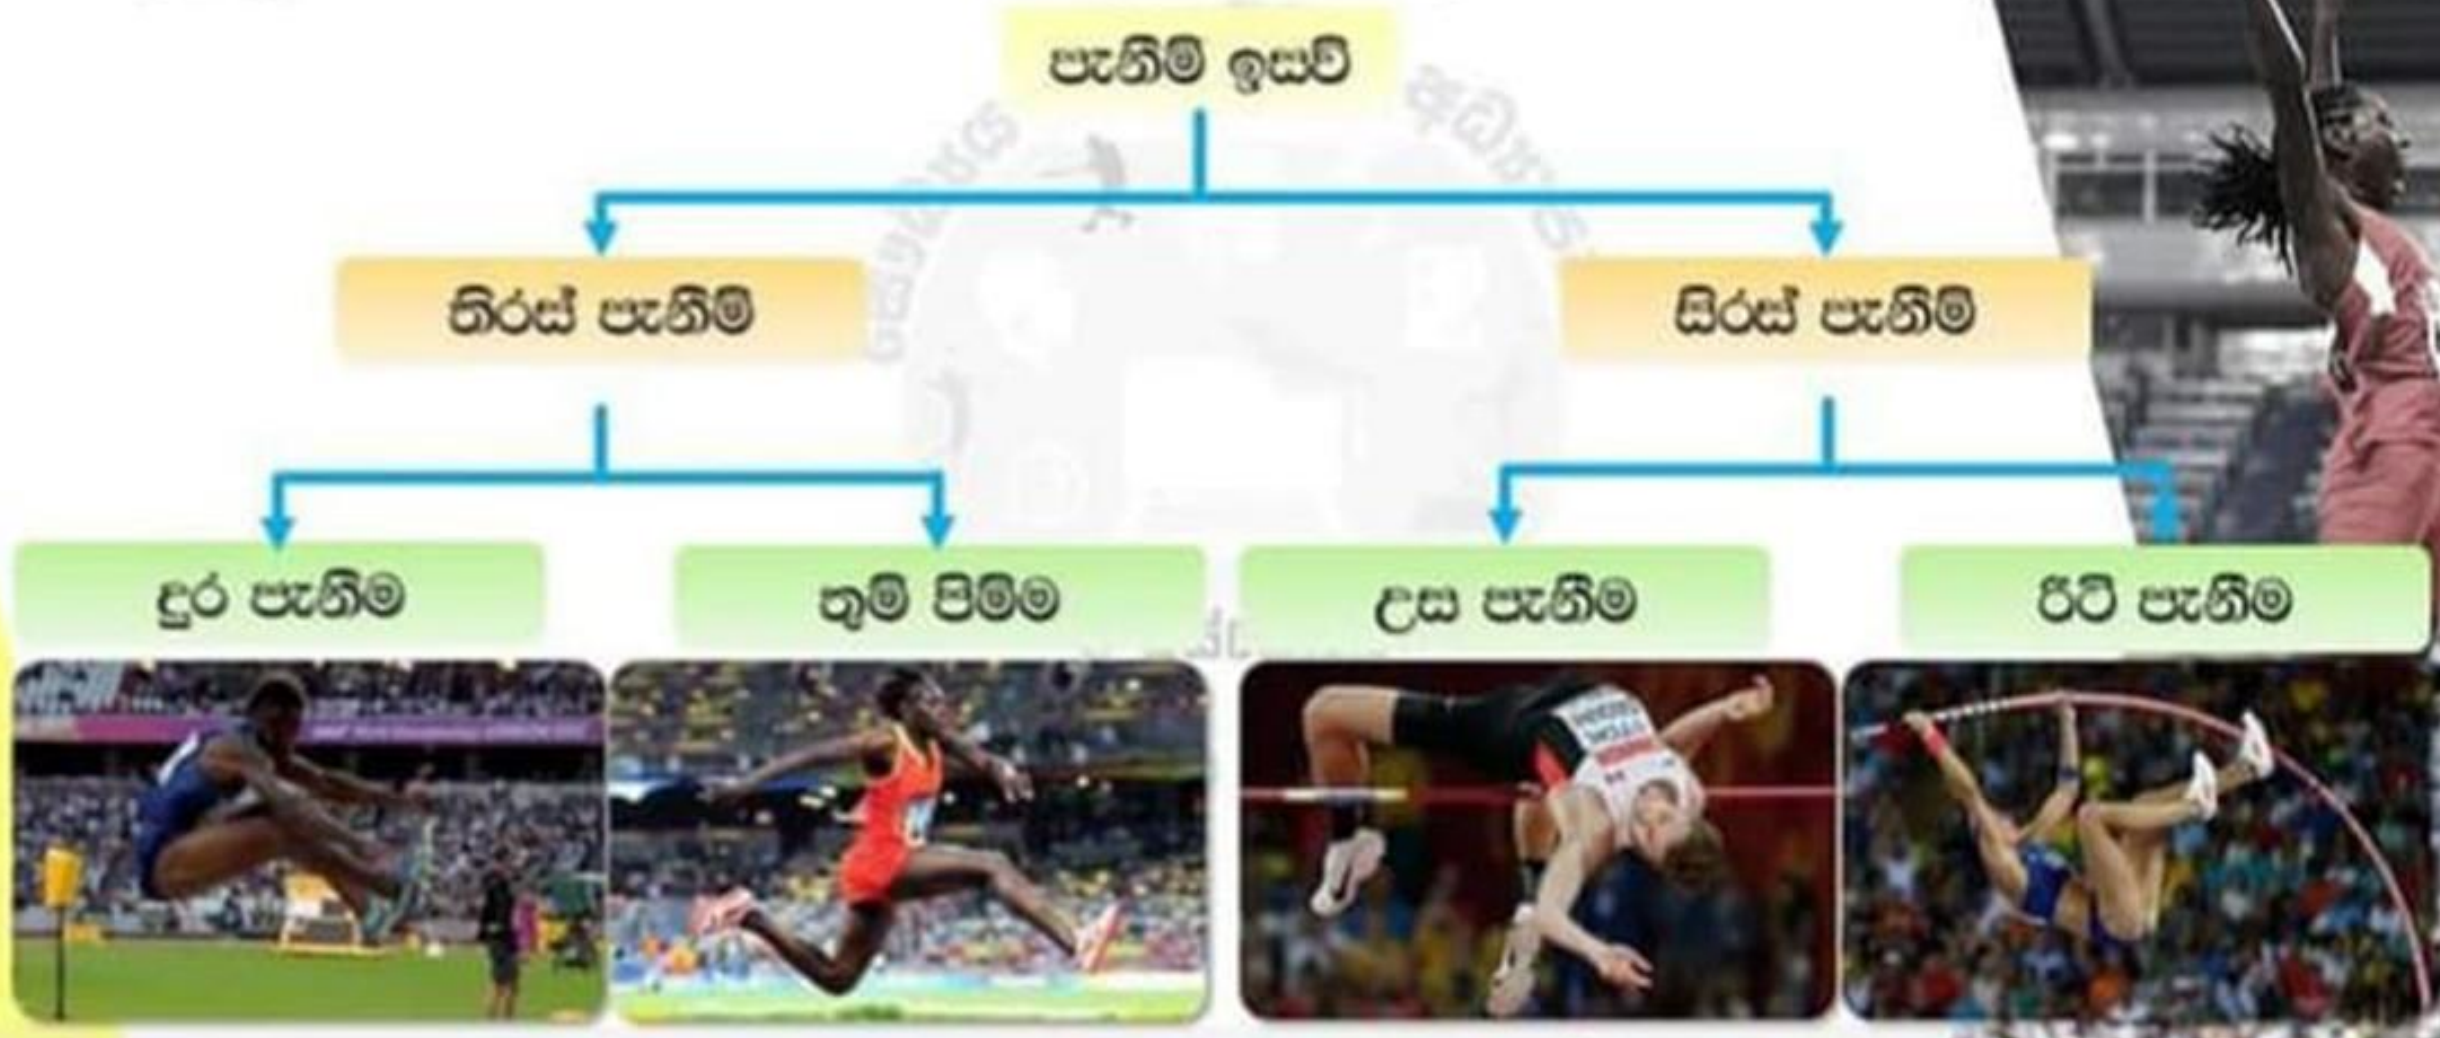 පැනීම් ඉසව්
තිරස් පැනීම්
සිරස් පැනීම්
දුර පැනීම
තුම් පිම්ම
උස පැනීම
රිටි පැනීම